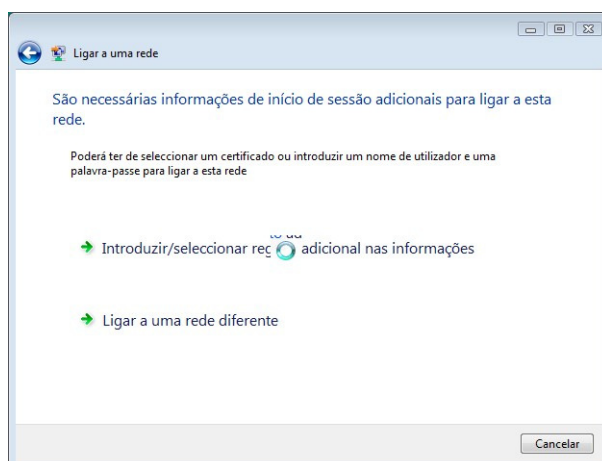 Ligar a uma rede
São necessárias informações de início de sessão adicionais para ligar a esta
rede.
Poderá ter de seleccionar um certificado ou introduzir um nome de utilizador e uma
palavra-passe para ligar a esta rede
Introduzir/seleccionar adicional nas informações
Ligar a uma rede diferente
Cancelar